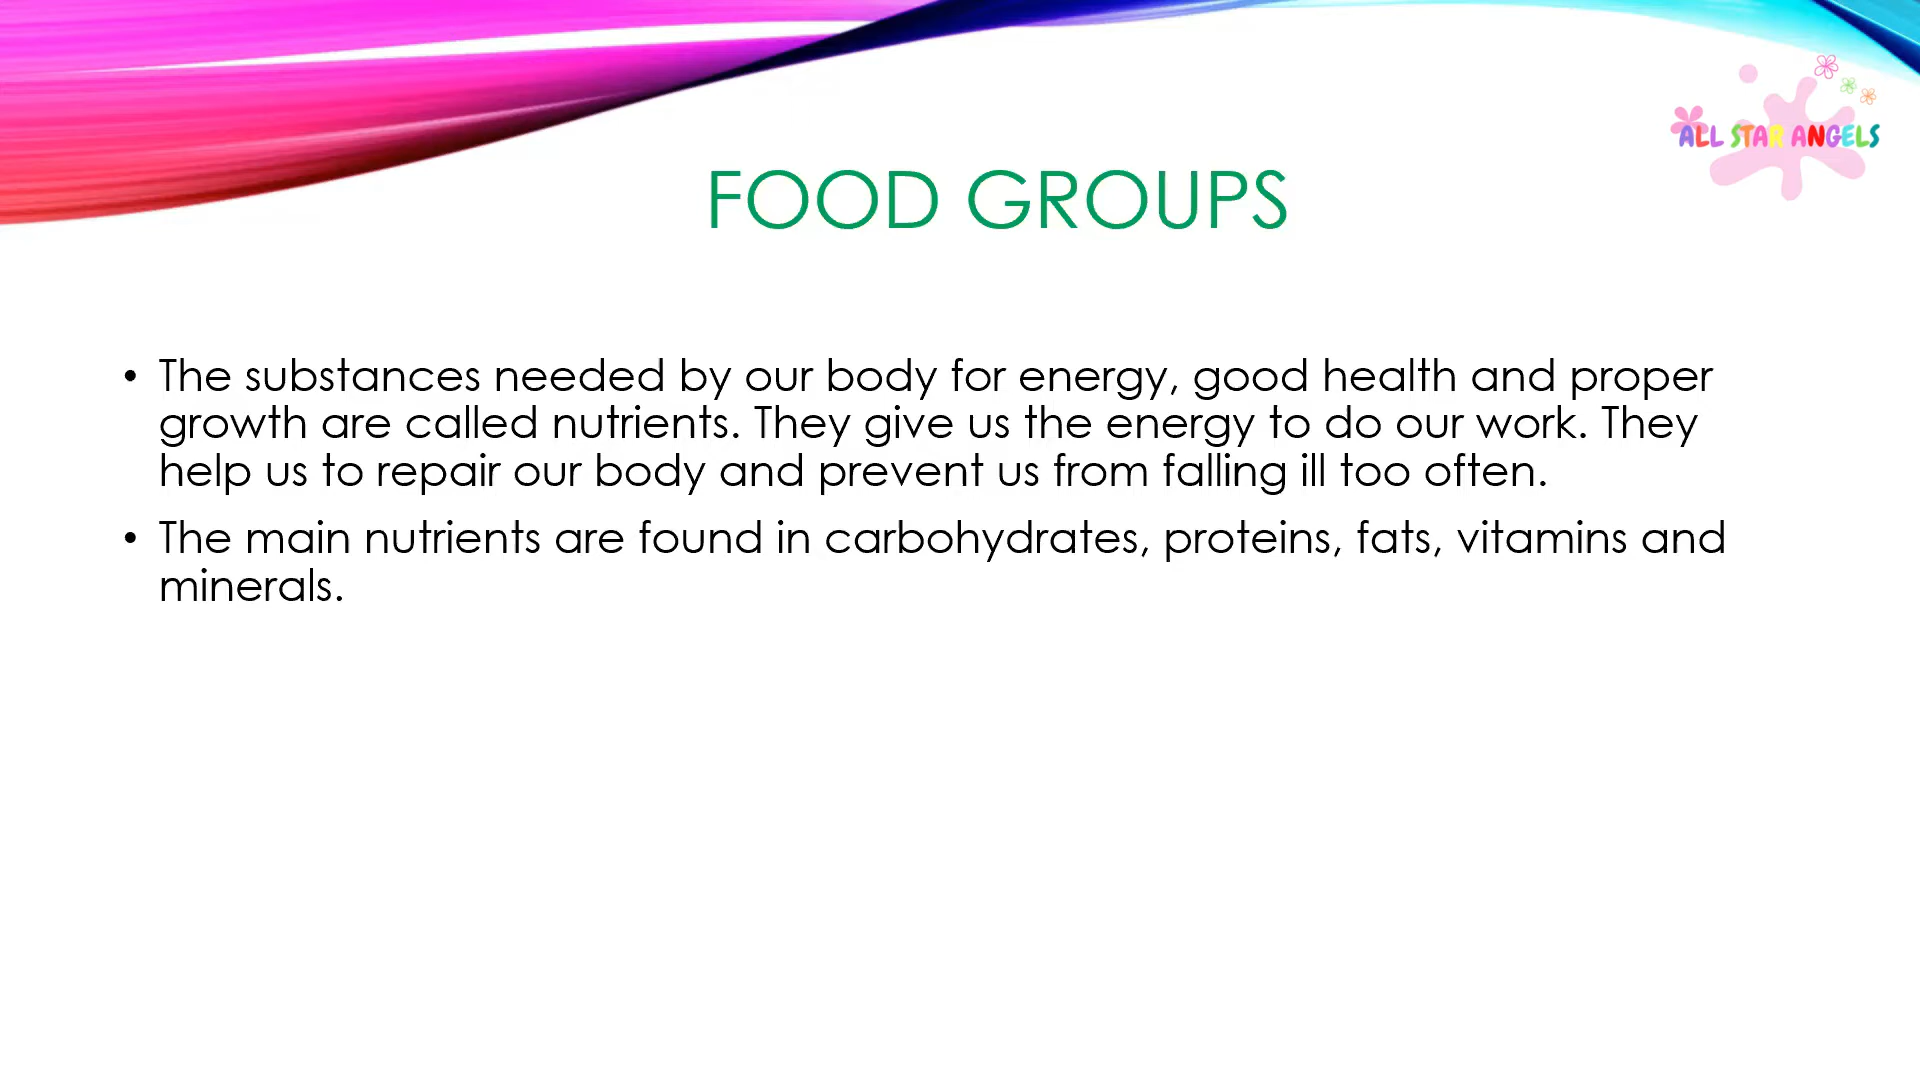 ALL STAR ANGELS
FOOD GROUPS
• The substances needed by our body for energy, good health and proper
growth are called nutrients. They give us the energy to do our work. They
help us to repair our body and prevent us from falling ill too often.
• The main nutrients are found in carbohydrates, proteins, fats, vitamins and
minerals.